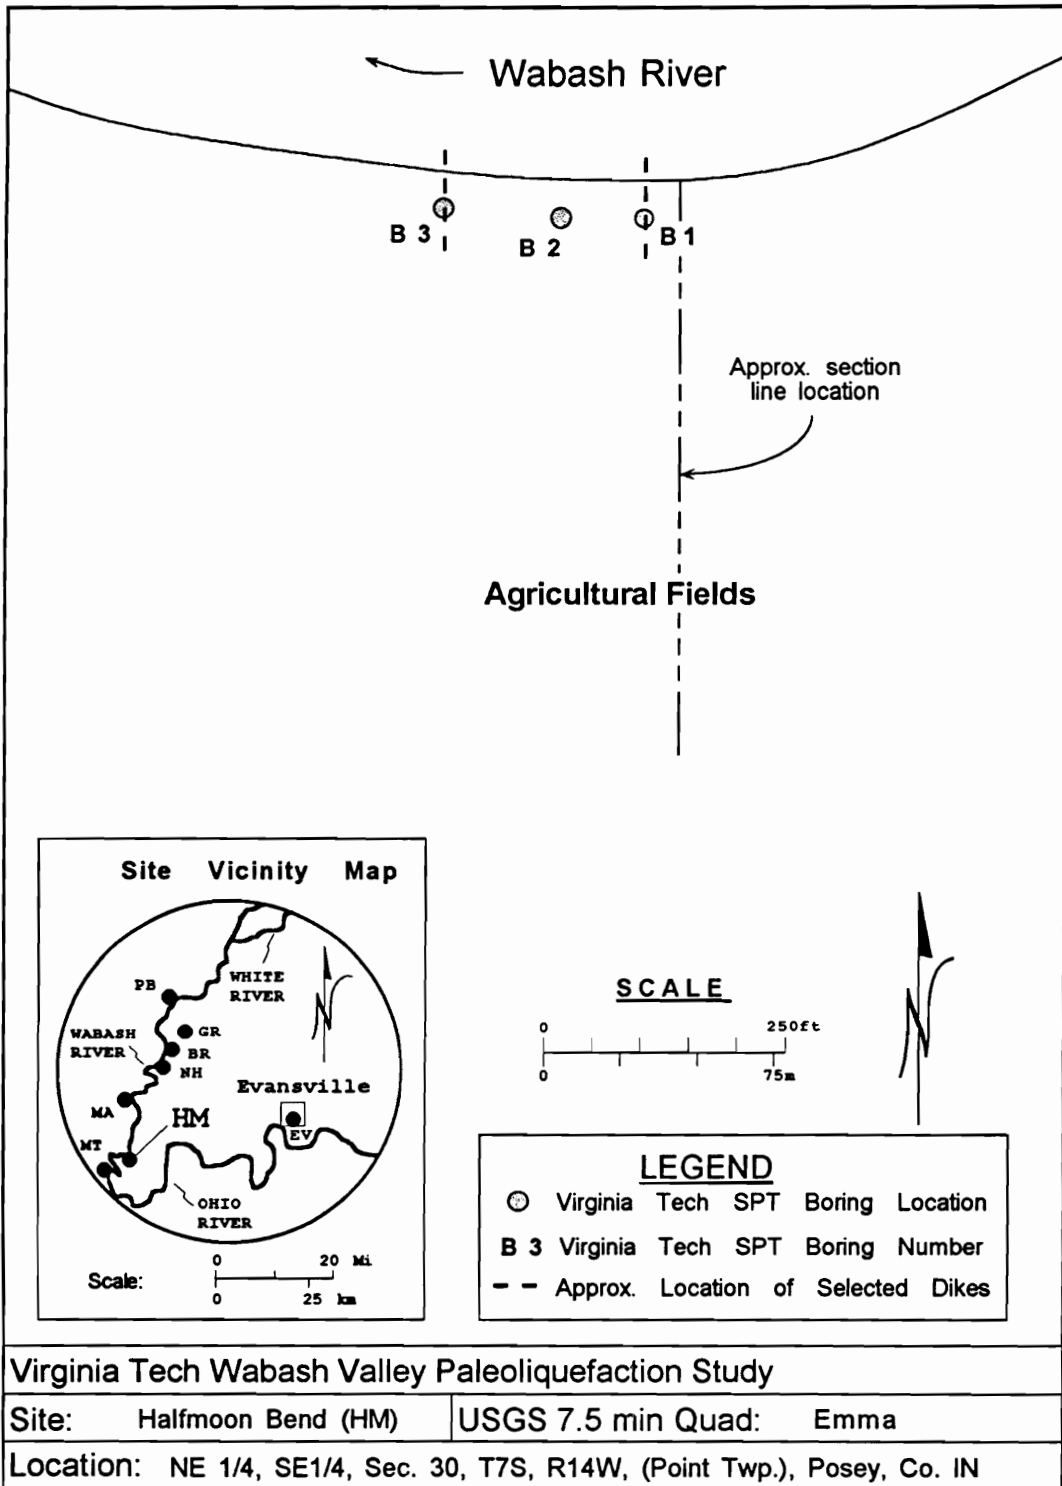 Wabash River
B 3
B 2
B 1
Approx. section
line location
Agricultural Fields
Site Vicinity Map
PB
WHITE
RIVER
GR
WABASH
RIVER
BR
NH
Evansville
MA
HM
EV
MT
OHIO
RIVER
Scale:
0 20 Mi
0 25 km
N
SCALE
0 250ft
0 75m
N
LEGEND
Virginia Tech SPT Boring Location
B 3 Virginia Tech SPT Boring Number
Approx. Location of Selected Dikes
Virginia Tech Wabash Valley Paleoliquefaction Study
Site: Halfmoon Bend (HM) USGS 7.5 min Quad: Emma
Location: NE 1/4, SE1/4, Sec. 30, T7S, R14W, (Point Twp.), Posey, Co. IN